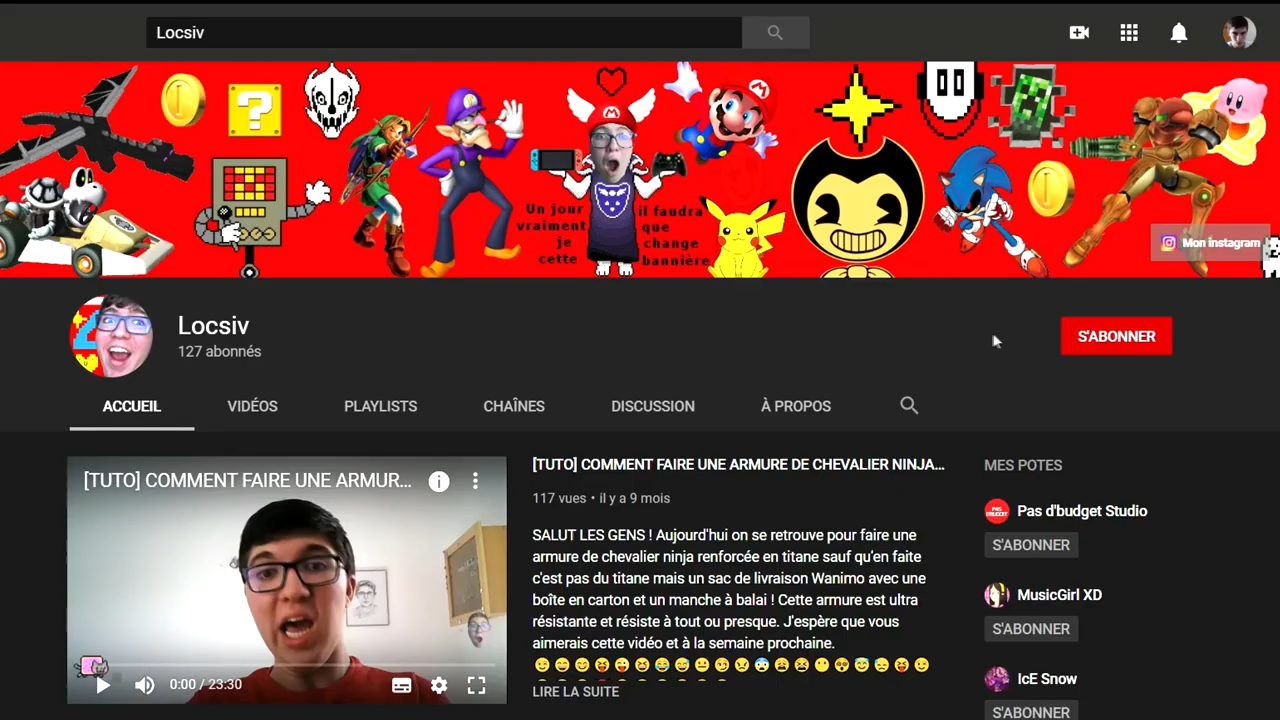 Locsiv
Un jour
vraiment
je
cette
il faudra
que
change
bannière
Mon instagram
Locsiv
127 abonnés
S'ABONNER
ACCUEIL
VIDÉOS
PLAYLISTS
CHAÎNES
DISCUSSION
À PROPOS
[TUTO] COMMENT FAIRE UNE ARMUR...
0:00 / 23:30
[TUTO] COMMENT FAIRE UNE ARMURE DE CHEVALIER NINJA...
117 vues • il y a 9 mois
SALUT LES GENS ! Aujourd'hui on se retrouve pour faire une
armure de chevalier ninja renforcée en titane sauf qu'en faite
c'est pas du titane mais un sac de livraison Wanimo avec une
boîte en carton et un manche à balai ! Cette armure est ultra
résistante et résiste à tout ou presque. J'espère que vous
aimerais cette vidéo et à la semaine prochaine.
LIRE LA SUITE
MES POTES
Pas d'budget Studio
S'ABONNER
MusicGirl XD
S'ABONNER
IcE Snow
S'ABONNER